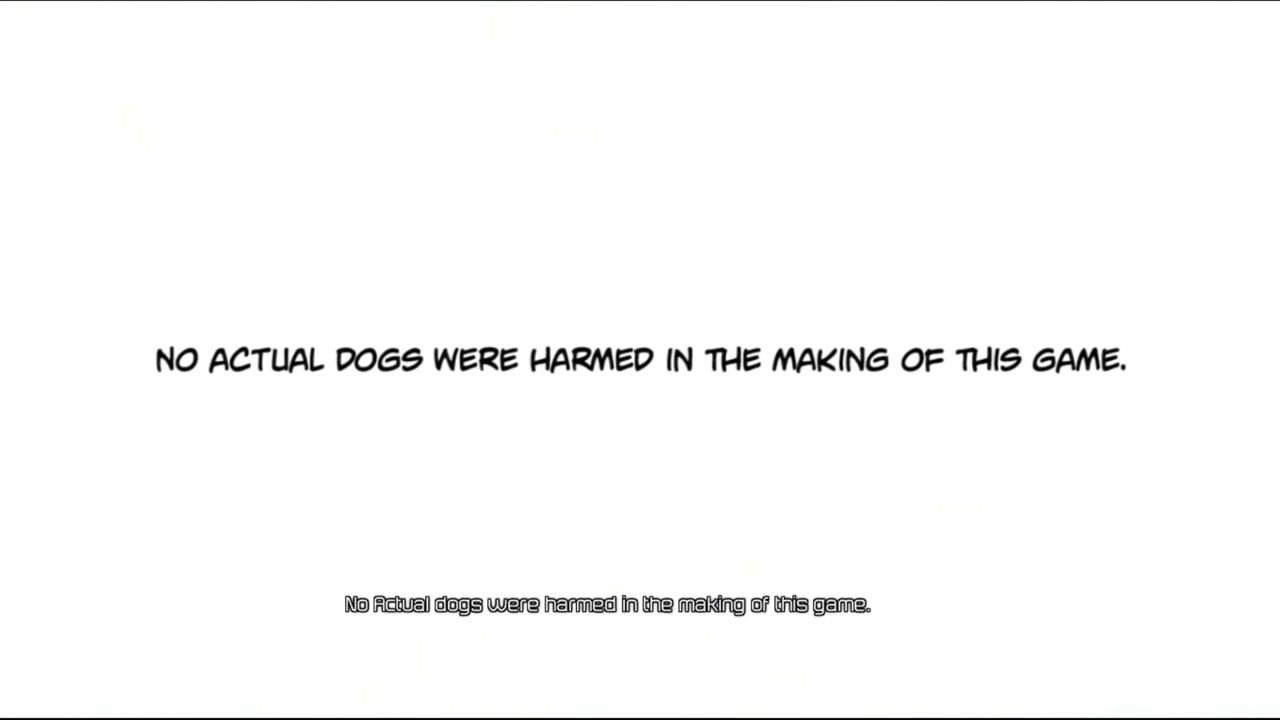 NO ACTUAL DOGS WERE HARMED IN THE MAKING OF THIS GAME.
No Actual dogs were harmed in the making of this game.